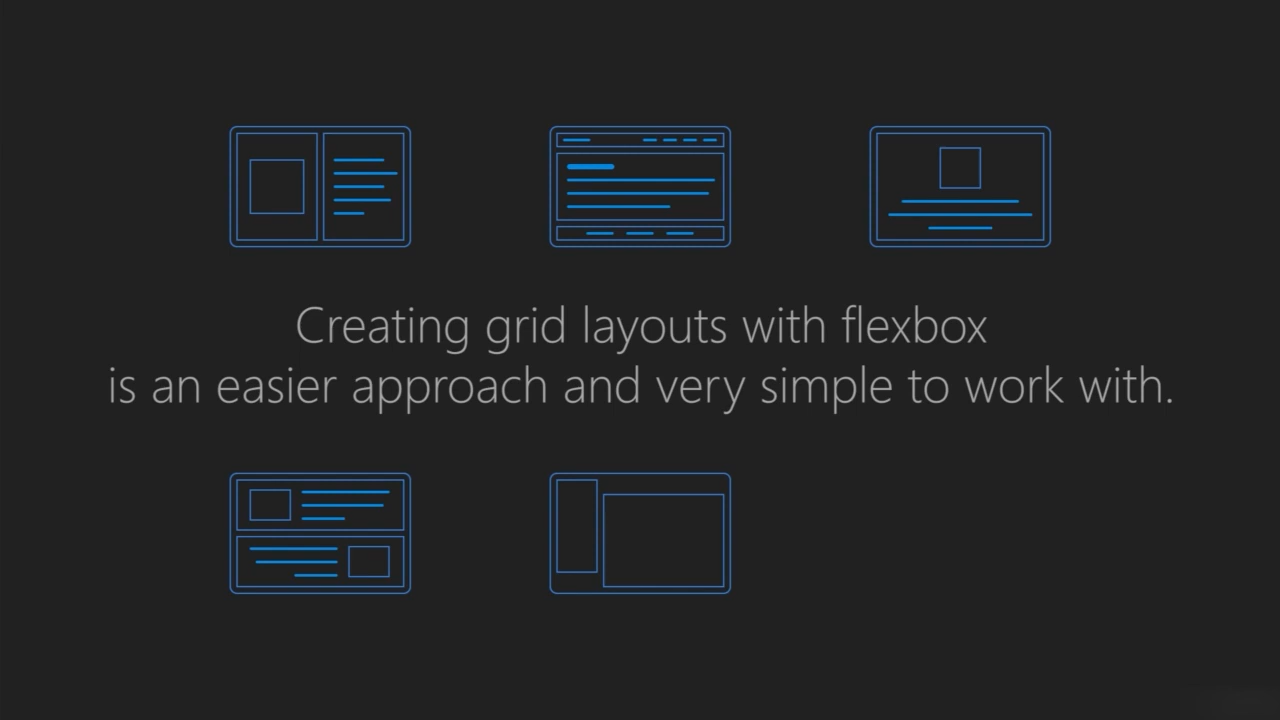 Creating grid layouts with flexbox
is an easier approach and very simple to work with.